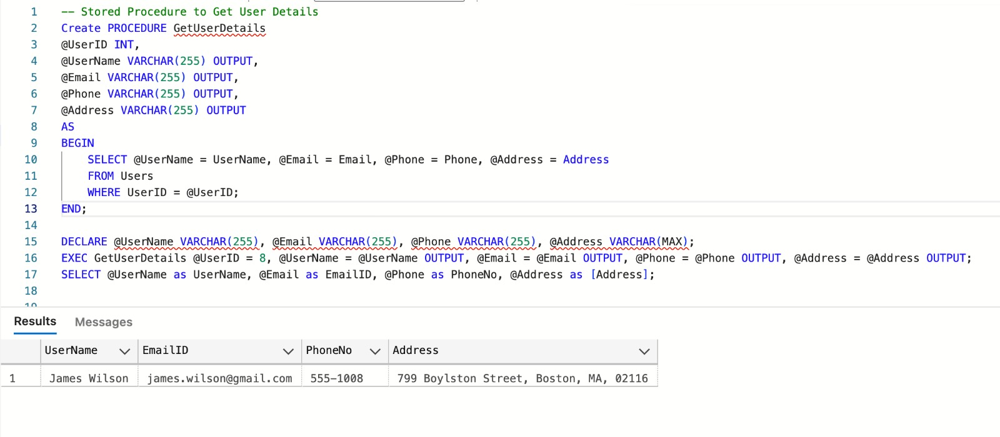 1 -- Stored Procedure to Get User Details
2 Create PROCEDURE GetUserDetails
3 @UserID INT,
4 @UserName VARCHAR(255) OUTPUT,
5 @Email VARCHAR(255) OUTPUT,
6 @Phone VARCHAR(255) OUTPUT,
7 @Address VARCHAR(255) OUTPUT
8 AS
9 BEGIN
10 SELECT @UserName = UserName, @Email = Email, @Phone = Phone, @Address = Address
11 FROM Users
12 WHERE UserID = @UserID;
13 END;
14
15 DECLARE @UserName VARCHAR(255), @Email VARCHAR(255), @Phone VARCHAR(255), @Address VARCHAR(MAX);
16 EXEC GetUserDetails @UserID = 8, @UserName = @UserName OUTPUT, @Email = @Email OUTPUT, @Phone = @Phone OUTPUT, @Address = @Address OUTPUT;
17 SELECT @UserName as UserName, @Email as EmailID, @Phone as PhoneNo, @Address as [Address];
18
19
Results Messages
UserName EmailID PhoneNo Address
1 James Wilson james.wilson@gmail.com 555-1008 799 Boylston Street, Boston, MA, 02116